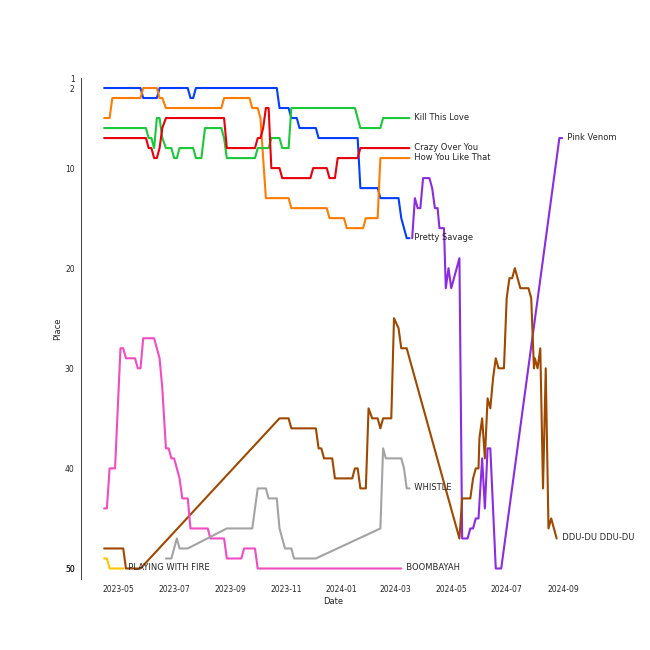 1
2
Kill This Love
Pink Venom
Crazy Over You
How You Like That
10
Pretty Savage
20
Place
30
40
WHISTLE
DDU-DU DDU-DU
50
PLAYING WITH FIRE
BOOMBAYAH
2023-05
2023-07
2023-09
2023-11
2024-01
2024-03
2024-05
2024-07
2024-09
Date